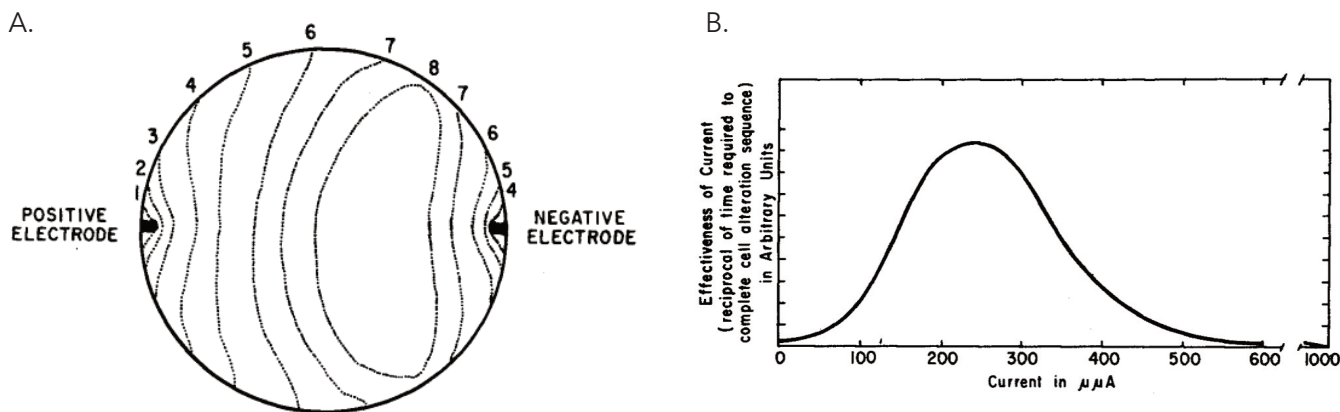 A.
1
2
3
4
5
6
7
8
7
6
5
4
POSITIVE
ELECTRODE
NEGATIVE
ELECTRODE
B.
Effectiveness of Current
(reciprocal of time required to
complete cell alteration sequence)
in Arbitrary Units
0 100 200 300 400 500 600 1000
Current in μμA